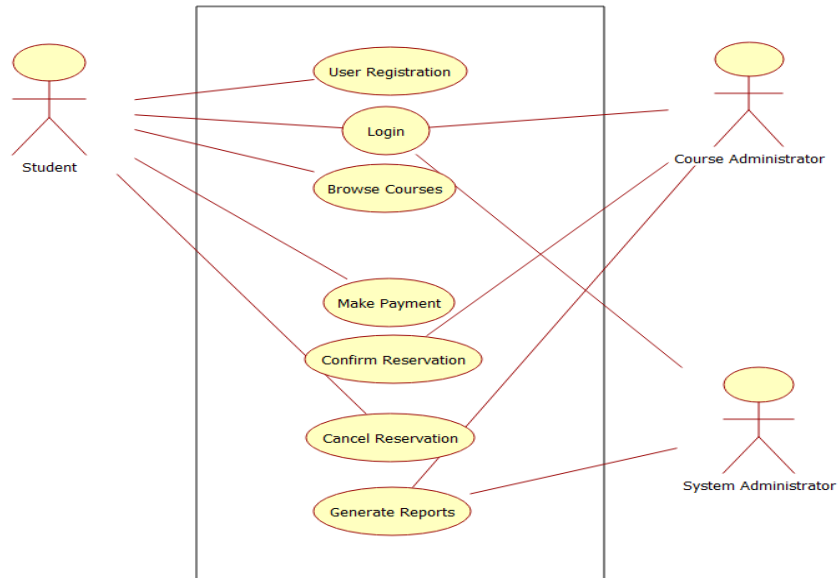 User Registration
Login
Browse Courses
Make Payment
Confirm Reservation
Cancel Reservation
Generate Reports
Student
Course Administrator
System Administrator